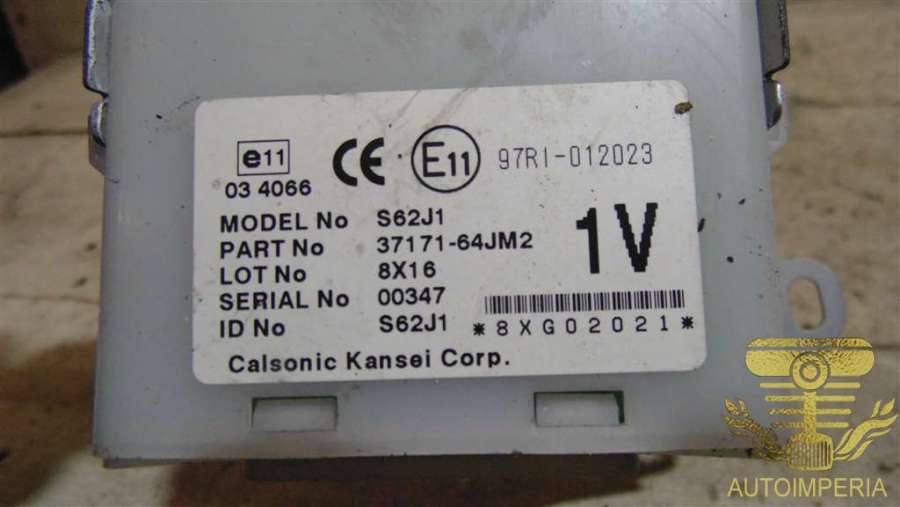 e11
03 4066
CE
E11
97RI-012023
MODEL No S62J1
PART No 37171-64JM2
LOT No 8X16
SERIAL No 00347
ID No S62J1
1V
*8XG02021*
Calsonic Kansei Corp.
AUTOIMPERIA